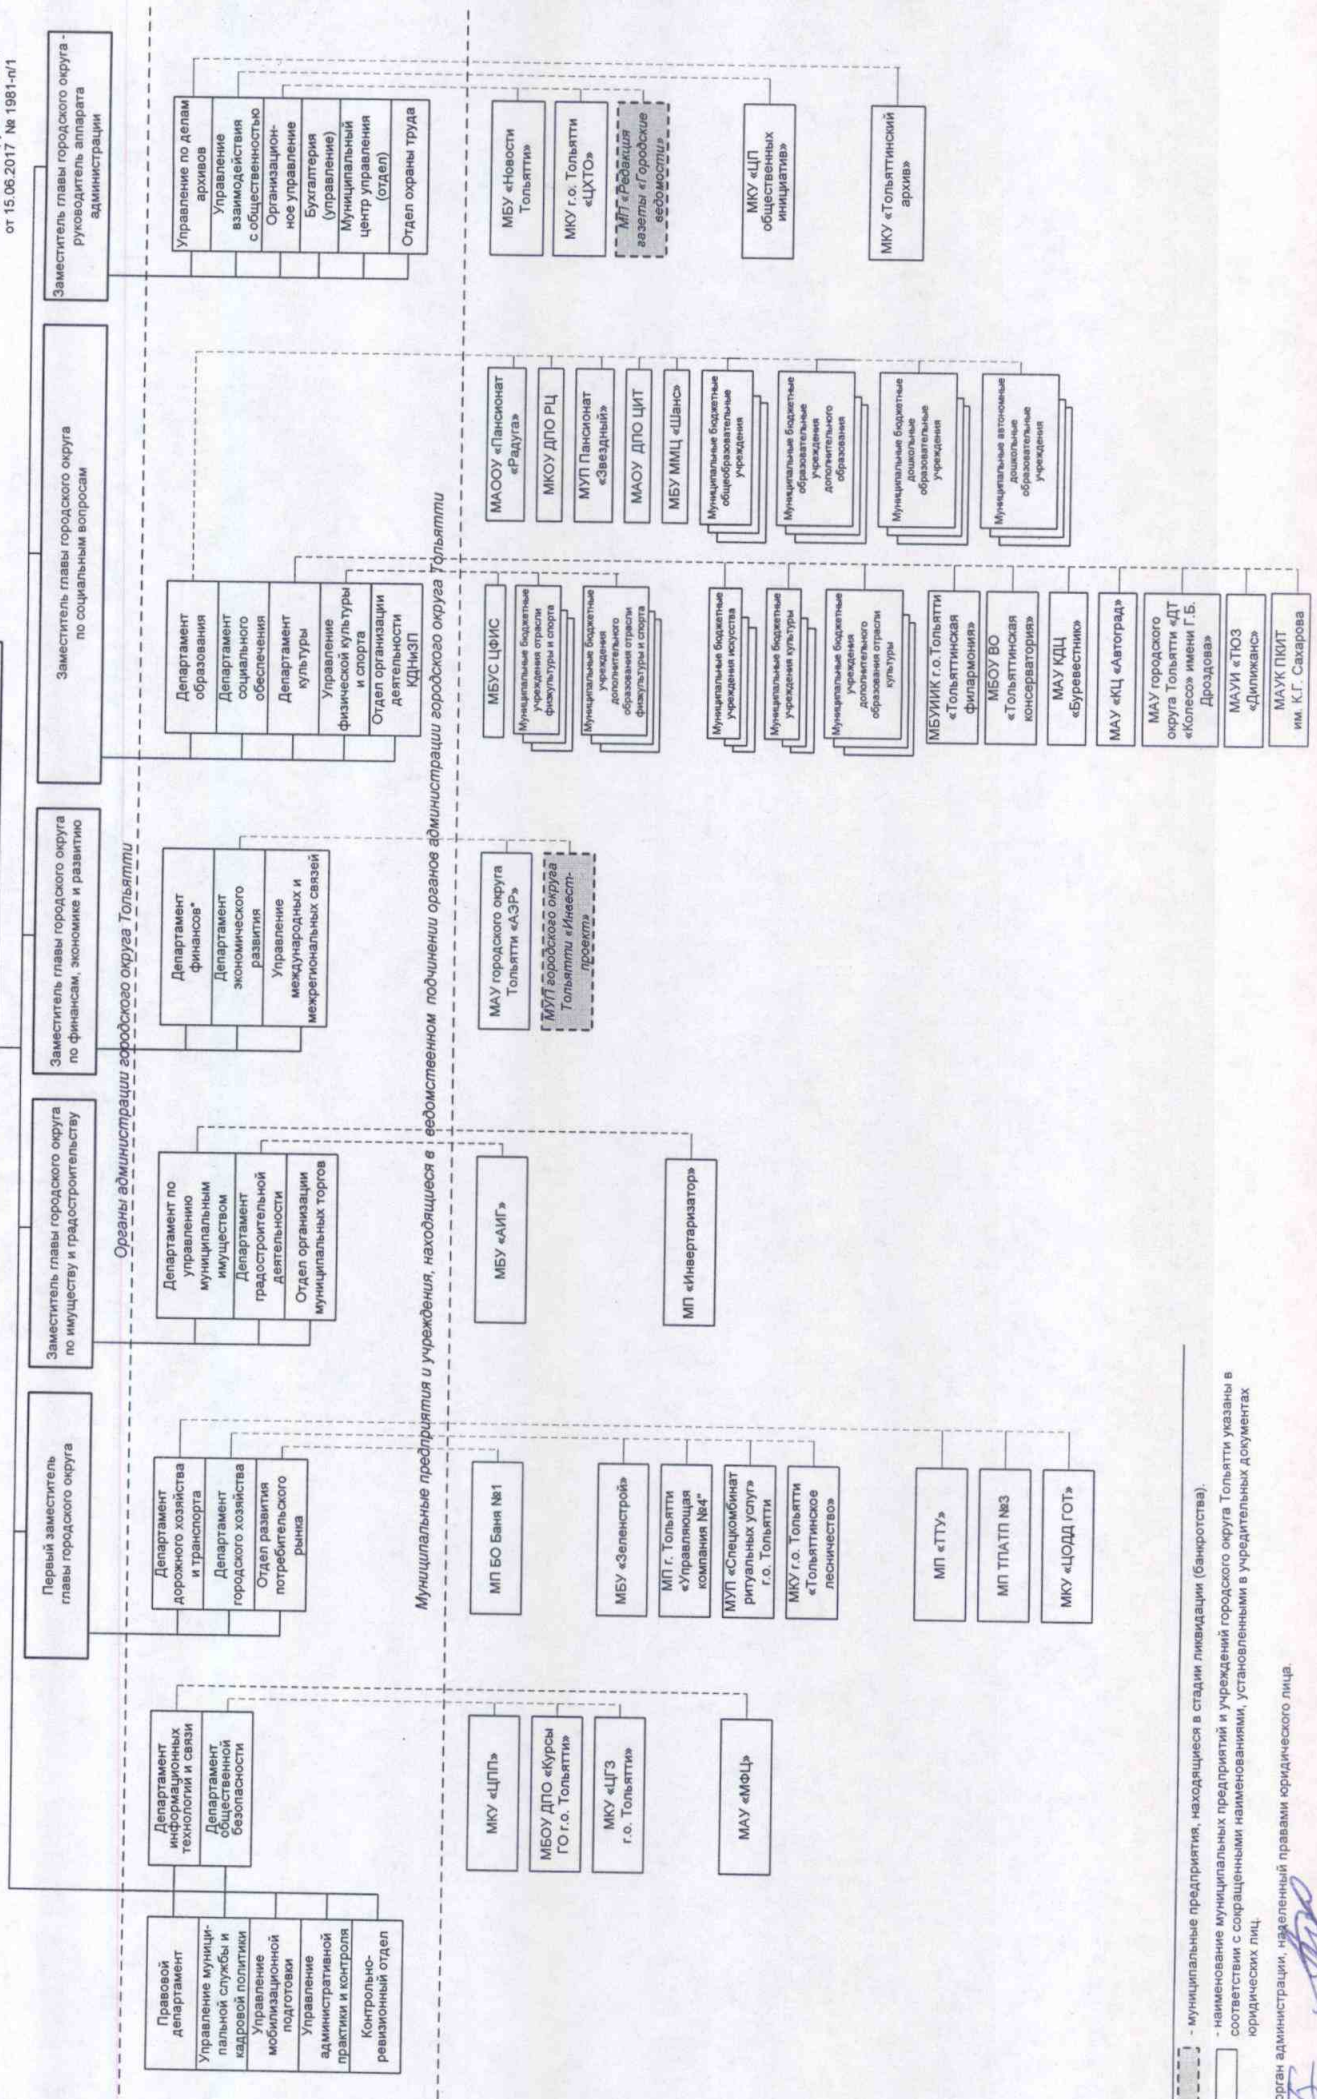 от 15.06.2017 № 1981-п/1
Первый заместитель
главы городского округа
Заместитель главы городского округа
по имуществу и градостроительству
Заместитель главы городского округа
по финансам, экономике и развитию
Заместитель главы городского округа
по социальным вопросам
Заместитель главы городского округа -
руководитель аппарата
администрации
Органы администрации городского округа Тольятти
Правовой
департамент
Управление муници-
пальной службы и
кадровой политики
Управление
мобилизационной
подготовки
Управление
административной
практики и контроля
Контрольно-
ревизионный отдел
Департамент
информационных
технологий и связи
Департамент
общественной
безопасности
Департамент
дорожного хозяйства
и транспорта
Департамент
городского хозяйства
Отдел развития
потребительского
рынка
Департамент по
управлению
муниципальным
имуществом
Департамент
градостроительной
деятельности
Отдел организации
муниципальных торгов
Департамент
финансов*
Департамент
экономического
развития
Управление
международных и
межрегиональных связей
Департамент
образования
Департамент
социального
обеспечения
Департамент
культуры
Управление
физической культуры
и спорта
Отдел организации
деятельности
КДНиЗП
Управление по делам
архивов
Управление
взаимодействия
с общественностью
Организацион-
ное управление
Бухгалтерия
(управление)
Муниципальный
центр управления
(отдел)
Отдел охраны труда
Муниципальные предприятия и учреждения, находящиеся в ведомственном подчинении органов администрации городского округа Тольятти
МКУ «ЦПП»
МБОУ ДПО «Курсы
ГО г.о. Тольятти»
МКУ «ЦГЗ
г.о. Тольятти»
МАУ «МФЦ»
МП БО Баня №1
МБУ «Зеленстрой»
МП г. Тольятти
«Управляющая
компания №4"
МУП «Спецкомбинат
ритуальных услуг»
г.о. Тольятти
МКУ г.о. Тольятти
«Тольяттинское
лесничество»
МП «ТТУ»
МП ТПАТП №3
МКУ «ЦОДД ГОТ»
МБУ «АИГ»
МП «Инвертаризатор»
МАУ городского округа
Тольятти «АЭР»
МУП городского округа
Тольятти «Инвест-
проект»
МБУС ЦФИС
Муниципальные бюджетные
учреждения отрасли
физкультуры и спорта
Муниципальные бюджетные
учреждения
дополнительного
образования отрасли
физкультуры и спорта
Муниципальные бюджетные
учреждения искусства
Муниципальные бюджетные
учреждения культуры
Муниципальные бюджетные
учреждения
дополнительного
образования отрасли
культуры
МБУИИК г.о.Тольятти
«Тольяттинская
филармония»
МБОУ ВО
«Тольяттинская
консерватория»
МАУ КДЦ
«Буревестник»
МАУ «КЦ «Автоград»
МАУ городского
округа Тольятти «ДТ
«Колесо» имени Г.Б.
Дроздова»
МАУИ «ТЮЗ
«Дилижанс»
МАУК ПКИТ
им. К.Г. Сахарова
МАООУ «Пансионат
«Радуга»
МКОУ ДПО РЦ
МУП Пансионат
«Звездный»
МАОУ ДПО ЦИТ
МБУ ММЦ «Шанс»
Муниципальные бюджетные
общеобразовательные
учреждения
Муниципальные бюджетные
образовательные
учреждения
дополнительного
образования
Муниципальные бюджетные
дошкольные
образовательные
учреждения
Муниципальные автономные
дошкольные
образовательные
учреждения
МБУ «Новости
Тольятти»
МКУ г.о. Тольятти
«ЦХТО»
МП «Редакция
газеты «Городские
ведомости»
МКУ «ЦП
общественных
инициатив»
МКУ «Тольяттинский
архив»
- муниципальные предприятия, находящиеся в стадии ликвидации (банкротства).
- наименование муниципальных предприятий и учреждений городского округа Тольятти указаны в
соответствии с сокращенными наименованиями, установленными в учредительных документах
юридических лиц.
орган администрации, наделенный правами юридического лица.